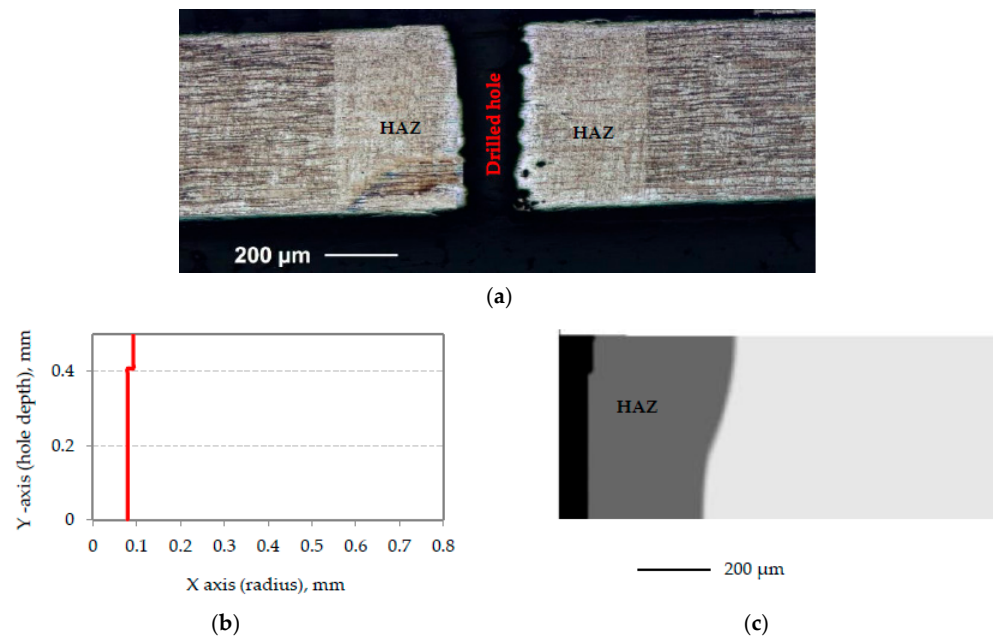 HAZ
Drilled hole
HAZ
200 µm
(a)
Y -axis (hole depth), mm
0.4
0.2
0
0 0.1 0.2 0.3 0.4 0.5 0.6 0.7 0.8
X axis (radius), mm
(b)
HAZ
200 µm
(c)